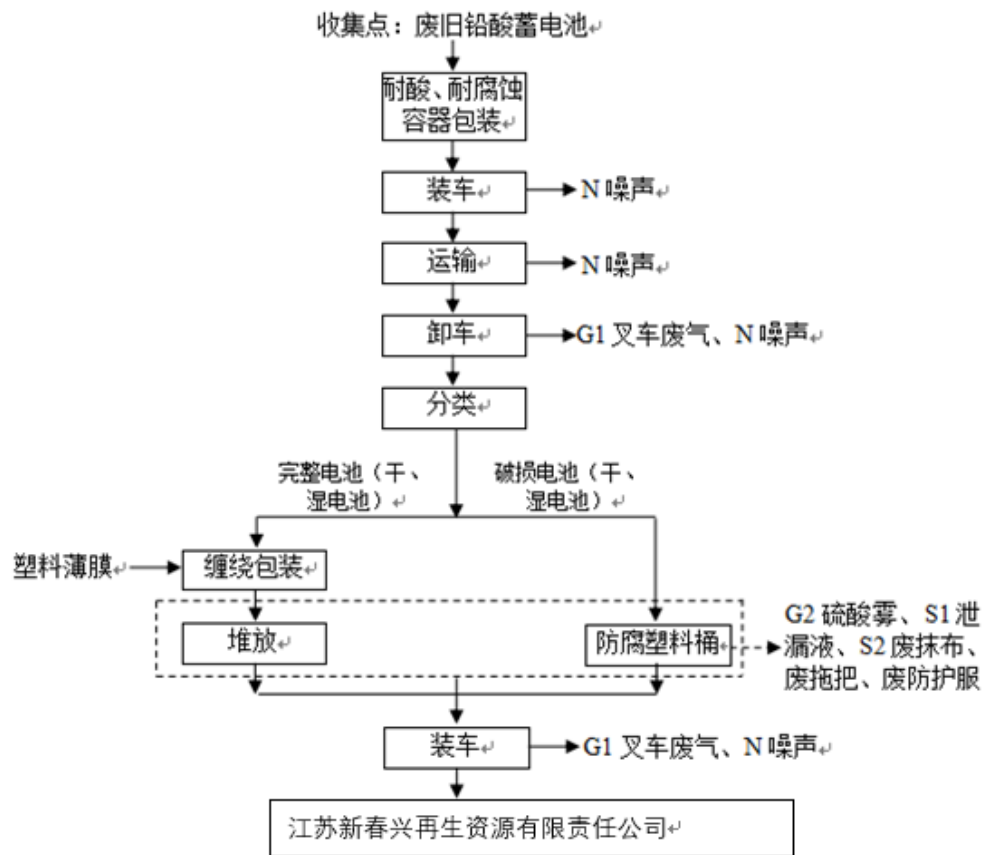 收集点：废旧铅酸蓄电池
耐酸、耐腐蚀
容器包装
装车
N 噪声
运输
N 噪声
卸车
G1 叉车废气、N 噪声
分类
完整电池（干、
湿电池）
破损电池（干、
湿电池）
塑料薄膜
缠绕包装
堆放
防腐塑料桶
G2 硫酸雾、S1 泄
漏液、S2 废抹布、
废拖把、废防护服
装车
G1 叉车废气、N 噪声
江苏新春兴再生资源有限责任公司